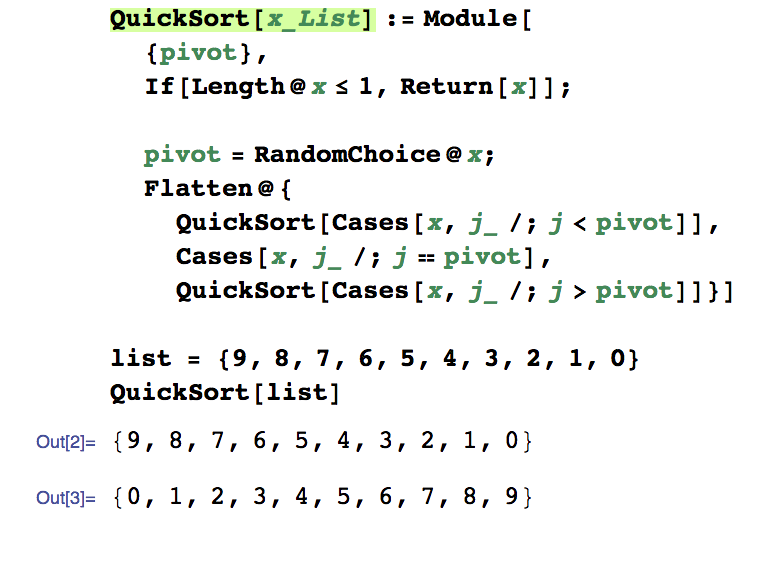 QuickSort[x_List] := Module[
{pivot},
If[Length@x ≤ 1, Return[x]];
pivot = RandomChoice@x;
Flatten@{
QuickSort[Cases[x, j_ /; j < pivot]],
Cases[x, j_ /; j == pivot],
QuickSort[Cases[x, j_ /; j > pivot]]}]
list = {9, 8, 7, 6, 5, 4, 3, 2, 1, 0}
QuickSort[list]
Out[2]= {9, 8, 7, 6, 5, 4, 3, 2, 1, 0}
Out[3]= {0, 1, 2, 3, 4, 5, 6, 7, 8, 9}